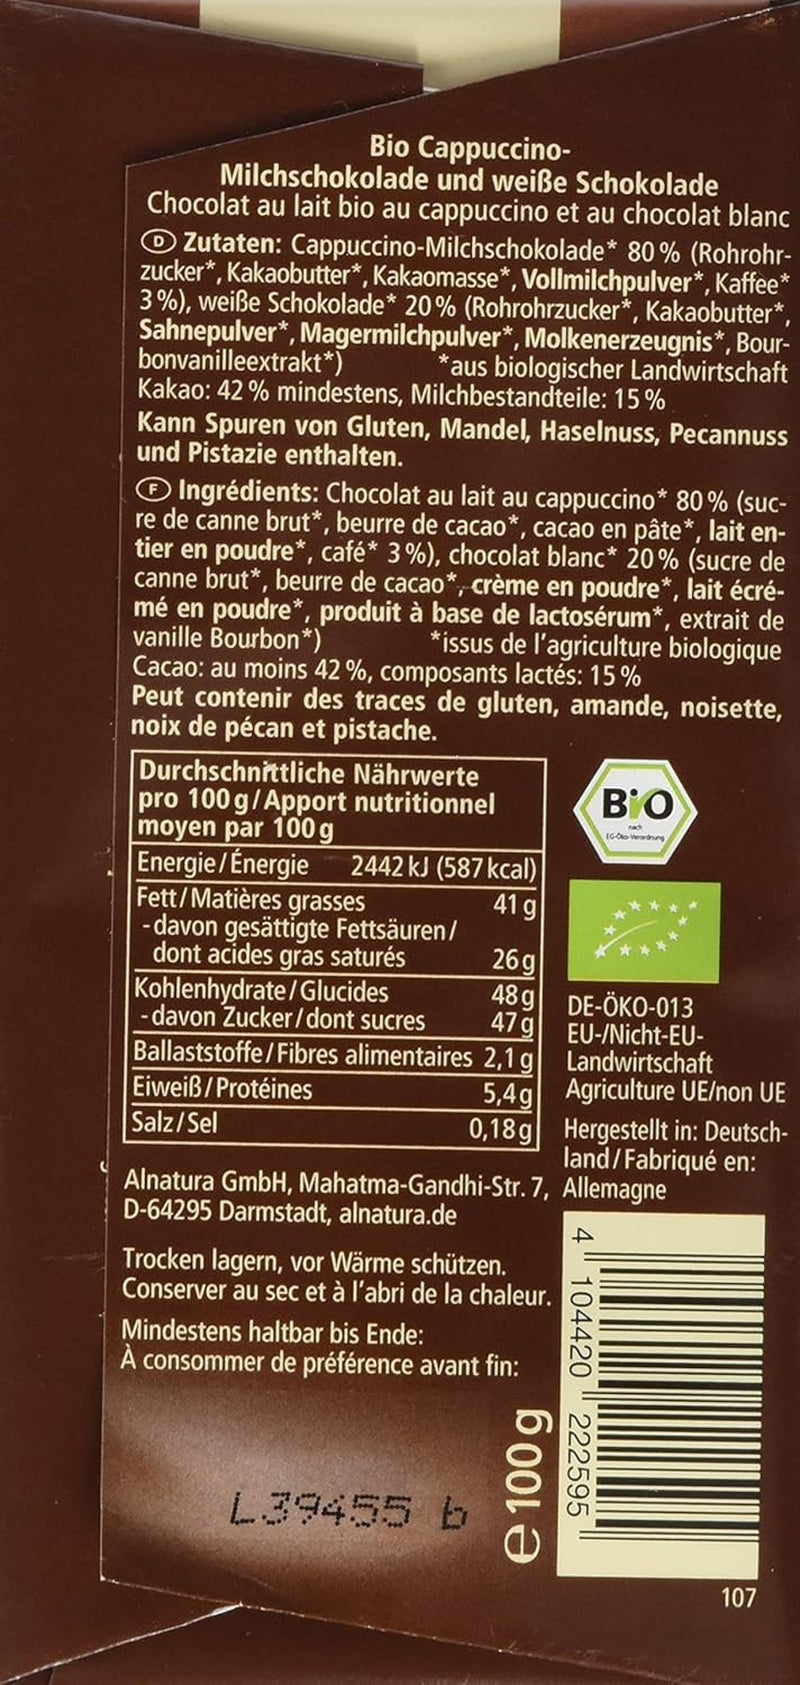 Bio Cappuccino-
Milchschokolade und weiße Schokolade
Chocolat au lait bio au cappuccino et au chocolat blanc
D Zutaten: Cappuccino-Milchschokolade* 80 % (Rohrohr-
zucker*, Kakaobutter*, Kakaomasse*, Vollmilchpulver*, Kaffee*
3 %), weiße Schokolade* 20 % (Rohrohrzucker*, Kakaobutter*,
Sahnepulver*, Magermilchpulver*, Molkenerzeugnis*, Bour-
bonvanilleextrakt*) *aus biologischer Landwirtschaft
Kakao: 42 % mindestens, Milchbestandteile: 15 %
Kann Spuren von Gluten, Mandel, Haselnuss, Pecannuss
und Pistazie enthalten.
F Ingrédients: Chocolat au lait au cappuccino* 80 % (suc-
re de canne brut*, beurre de cacao*, cacao en pâte*, lait en-
tier en poudre*, café* 3 %), chocolat blanc* 20 % (sucre de
canne brut*, beurre de cacao*, crème en poudre*, lait écré-
mé en poudre*, produit à base de lactosérum*, extrait de
vanille Bourbon*) *issus de l'agriculture biologique
Cacao: au moins 42 %, composants lactés: 15 %
Peut contenir des traces de gluten, amande, noisette,
noix de pécan et pistache.
Durchschnittliche Nährwerte
pro 100 g/Apport nutritionnel
moyen par 100 g
Energie/Énergie 2442 kJ (587 kcal)
Fett/Matières grasses 41 g
- davon gesättigte Fettsäuren/
dont acides gras saturés 26 g
Kohlenhydrate/Glucides 48 g
- davon Zucker/dont sucres 47 g
Ballaststoffe/Fibres alimentaires 2,1 g
Eiweiß/Protéines 5,4 g
Salz/Sel 0,18 g
Bio
nach
EG-Öko-Verordnung
DE-ÖKO-013
EU-/Nicht-EU-
Landwirtschaft
Agriculture UE/non UE
Hergestellt in: Deutsch-
land/Fabriqué en:
Allemagne
Alnatura GmbH, Mahatma-Gandhi-Str. 7,
D-64295 Darmstadt, alnatura.de
Trocken lagern, vor Wärme schützen.
Conserver au sec et à l'abri de la chaleur.
Mindestens haltbar bis Ende:
À consommer de préférence avant fin:
L39455 b
e 100 g
4 104420 222595
107